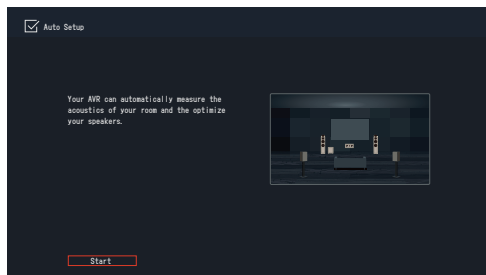 Auto Setup
Your AVR can automatically measure the
acoustics of your room and the optimize
your speakers.
Start